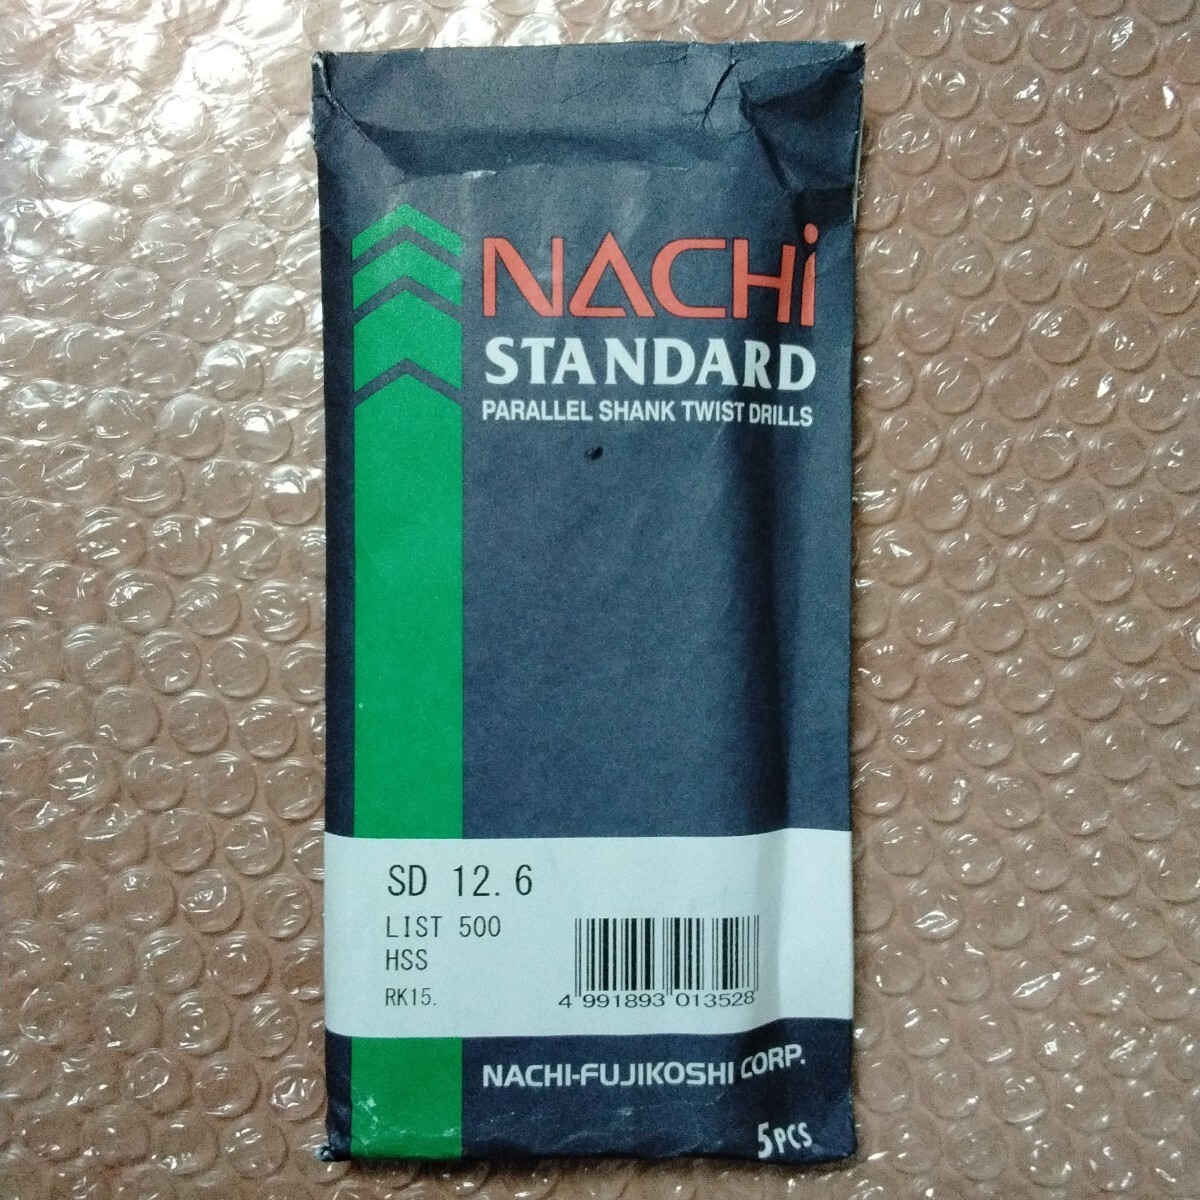 NACHi
STANDARD
PARALLEL SHANK TWIST DRILLS
SD 12.6
LIST 500
HSS
RK15.
4 991893 013528
NACHI-FUJIKOSHI CORP.
5PCS